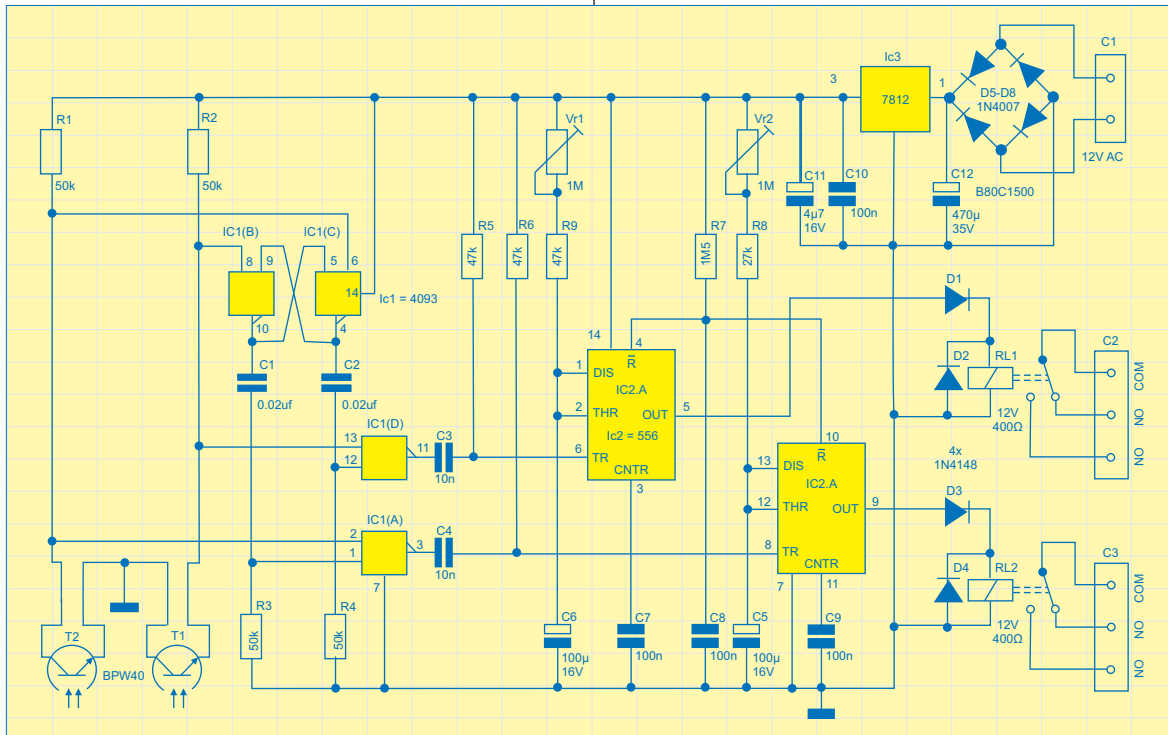 Ic3
C1
R1
R2
3
7812
1
D5-D8
1N4007
Vr1
Vr2
12V AC
50k
50k
1M
1M
C11
C10
C12
B80C1500
4µ7
16V
100n
470µ
35V
IC1(B)
IC1(C)
R5
R6
R9
R7
R8
8
9
5
6
47k
47k
47k
1M5
27k
D1
14
Ic1 = 4093
10
4
14
4
C2
C1
C2
R
D2
RL1
COM
1
DIS
IC2.A
0.02uf
0.02uf
2
THR
OUT
5
NO
12V
400Ω
IC1(D)
Ic2 = 556
13
11
C3
10
R
12
6
TR
4x
1N4148
NO
10n
CNTR
13
DIS
IC2.A
3
D3
12
THR
OUT
9
IC1(A)
C4
2
3
C3
1
8
TR
10n
CNTR
7
7
11
D4
RL2
COM
R3
R4
C6
C7
C8
C5
C9
12V
400Ω
NO
T2
T1
50k
50k
100µ
16V
100n
100n
100µ
16V
100n
BPW40
NO